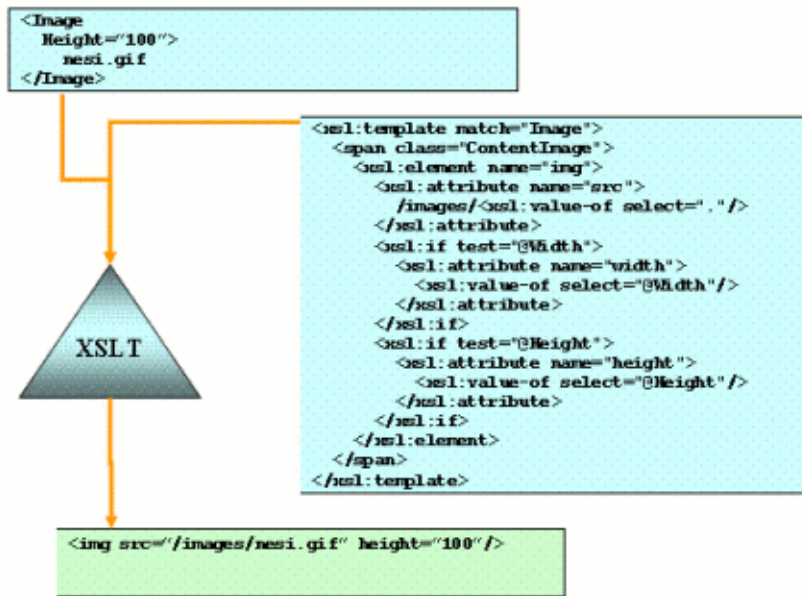 <Image
Height="100">
nesi.gif
</Image>
<xsl:template match="Image">
<span class="ContentImage">
<xsl:element name="img">
<xsl:attribute name="src">
/images/<xsl:value-of select="."/>
</xsl:attribute>
<xsl:if test="@Width">
<xsl:attribute name="width">
<xsl:value-of select="@Width"/>
</xsl:attribute>
</xsl:if>
<xsl:if test="@Height">
<xsl:attribute name="height">
<xsl:value-of select="@Height"/>
</xsl:attribute>
</xsl:if>
</xsl:element>
</span>
</xsl:template>
XSLT
<img src="/images/nesi.gif" height="100"/>